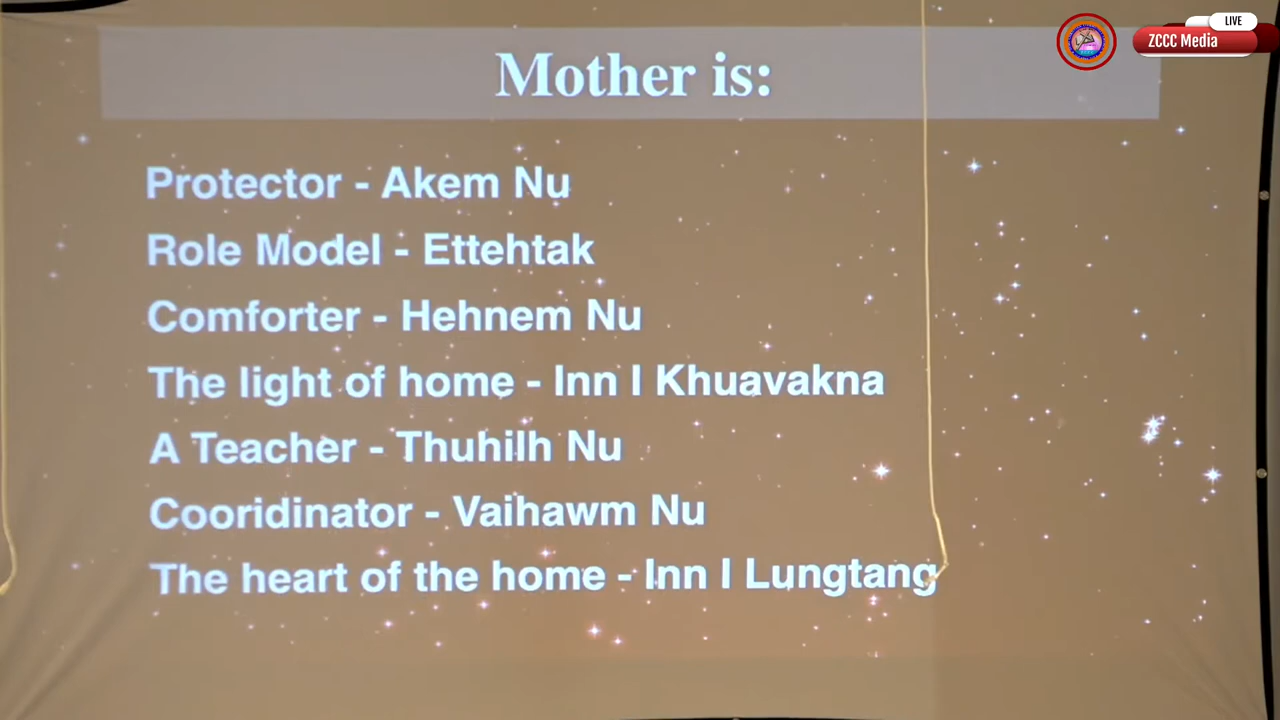 LIVE
ZCCC Media
Mother is:
Protector - Akem Nu
Role Model - Ettehtak
Comforter - Hehnem Nu
The light of home - Inn I Khuavakna
A Teacher - Thuhilh Nu
Cooridinator - Vaihawm Nu
The heart of the home - Inn I Lungtang